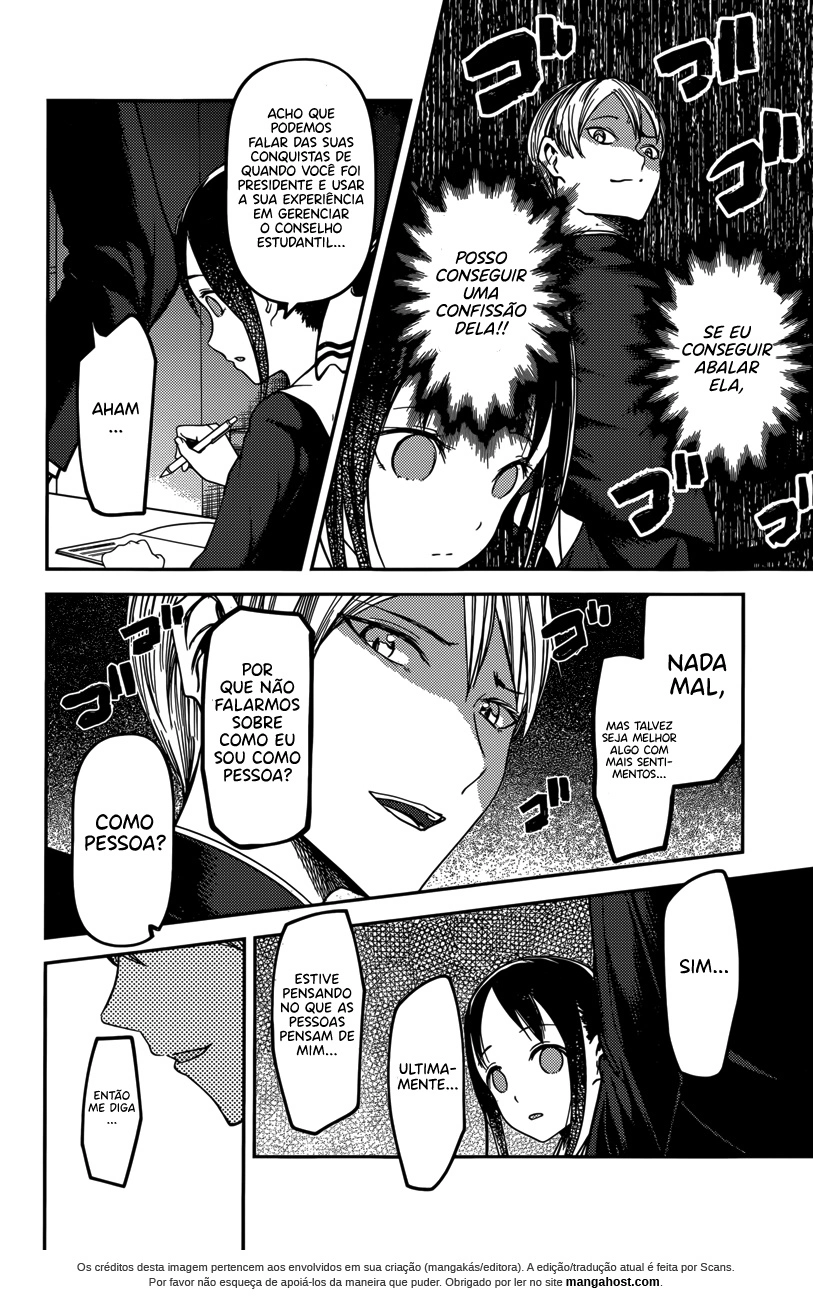 ゴゴ
ゴ
SE EU
CONSEGUIR
ABALAR
ELA,
POSSO
CONSEGUIR
UMA
CONFISSÃO
DELA!!
ゴ
ゴ
ACHO QUE
PODEMOS
FALAR DAS SUAS
CONQUISTAS DE
QUANDO VOCÊ FOI
PRESIDENTE E USAR
A SUA EXPERIÊNCIA
EM GERENCIAR
O CONSELHO
ESTUDANTIL...
AHAM
...
NADA
MAL,
MAS TALVEZ
SEJA MELHOR
ALGO COM
MAIS SENTI-
MENTOS...
ゴ
ゴ
POR
QUE NÃO
FALARMOS
SOBRE
COMO EU
SOU COMO
PESSOA?
ゴ
ゴ
COMO
PESSOA?
SIM...
ULTIMA-
MENTE...
ESTIVE
PENSANDO
NO QUE AS
PESSOAS
PENSAM DE
MIM...
ENTÃO
ME DIGA
...
Os créditos desta imagem pertencem aos envolvidos em sua criação (mangakás/editora). A edição/tradução atual é feita por Scans.
Por favor não esqueça de apoiá-los da maneira que puder. Obrigado por ler no site mangahost.com.